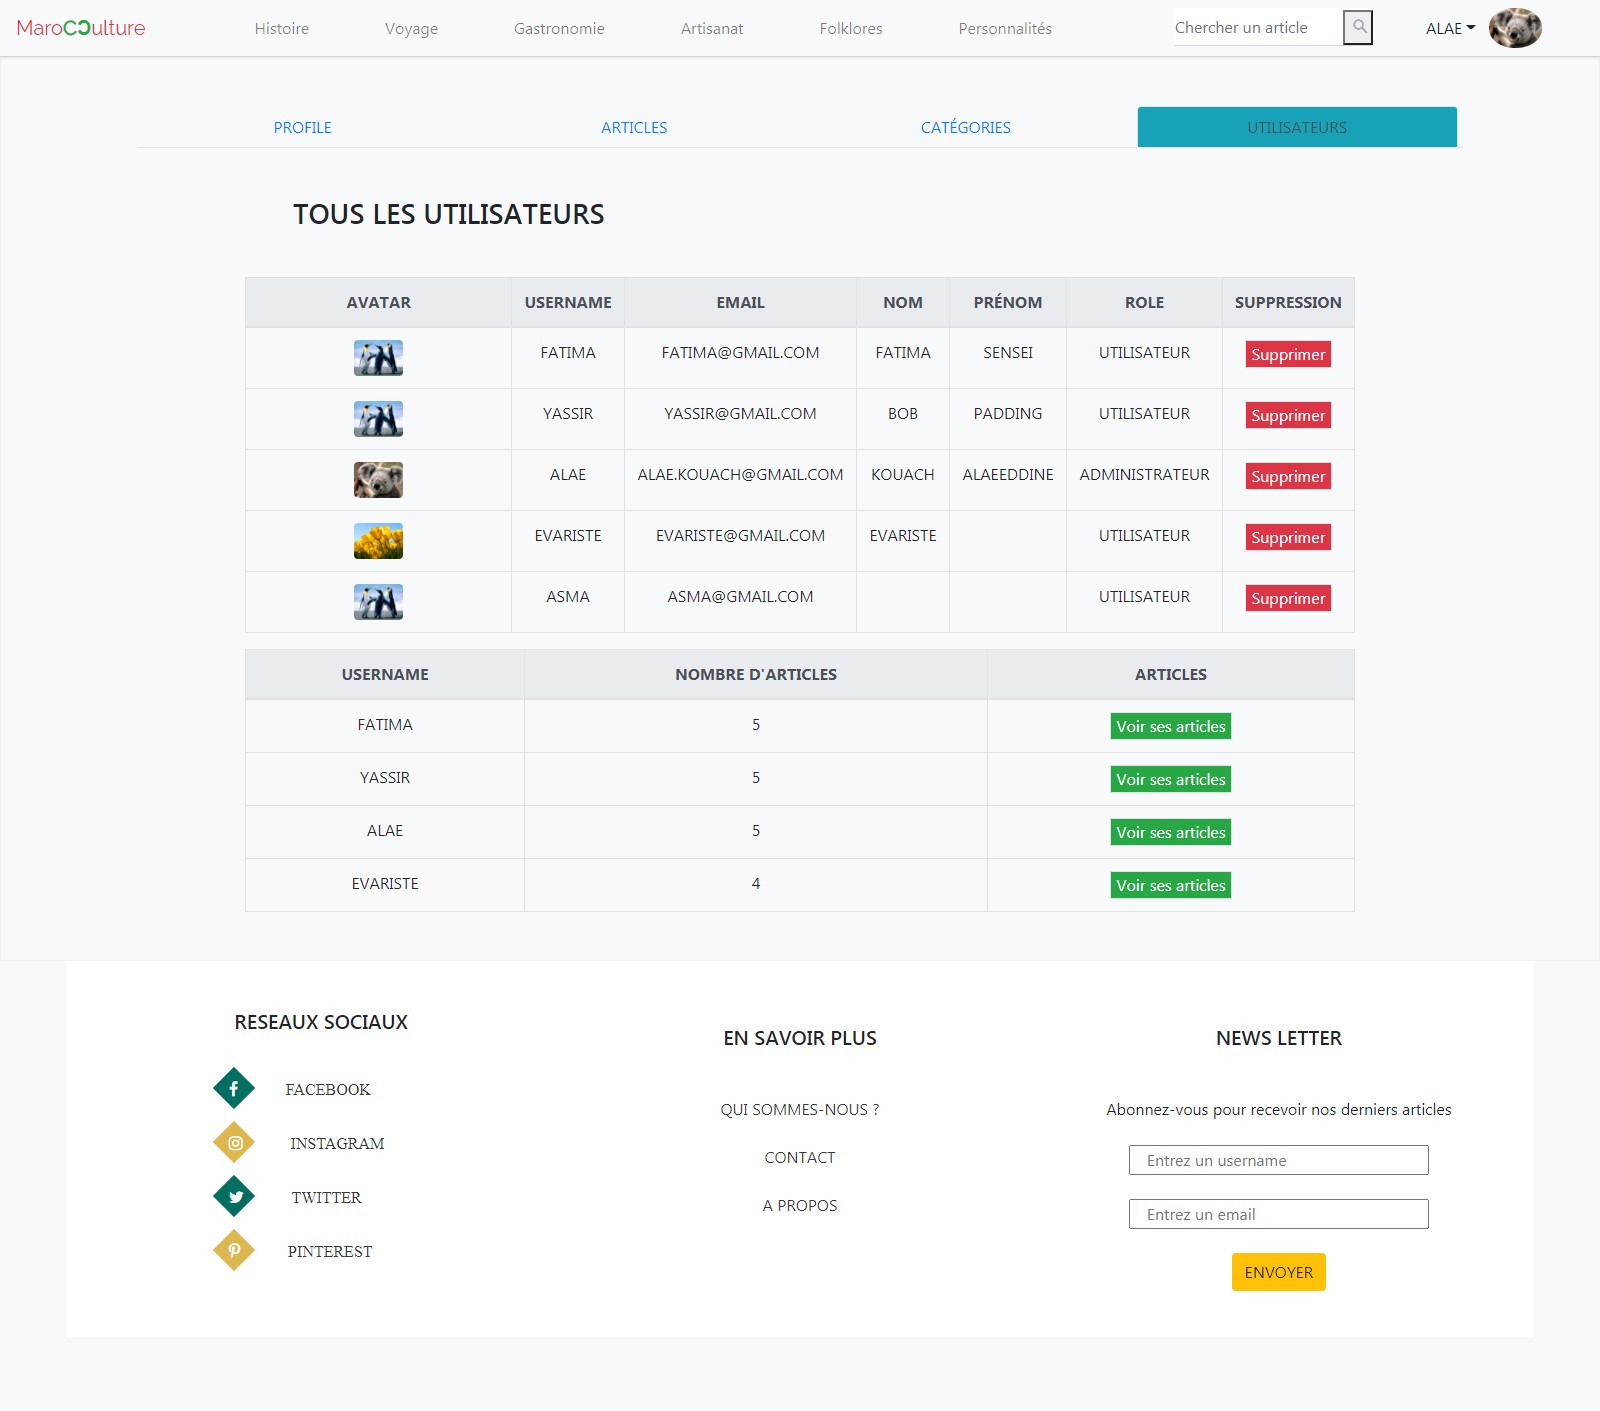 MaroCCulture Histoire Voyage Gastronomie Artisanat Folklores Personnalités Chercher un article ALAE
PROFILE ARTICLES CATÉGORIES UTILISATEURS
TOUS LES UTILISATEURS
AVATAR USERNAME EMAIL NOM PRÉNOM ROLE SUPPRESSION
FATIMA FATIMA@GMAIL.COM FATIMA SENSEI UTILISATEUR Supprimer
YASSIR YASSIR@GMAIL.COM BOB PADDING UTILISATEUR Supprimer
ALAE ALAE.KOUACH@GMAIL.COM KOUACH ALAEEDDINE ADMINISTRATEUR Supprimer
EVARISTE EVARISTE@GMAIL.COM EVARISTE UTILISATEUR Supprimer
ASMA ASMA@GMAIL.COM UTILISATEUR Supprimer
USERNAME NOMBRE D'ARTICLES ARTICLES
FATIMA 5 Voir ses articles
YASSIR 5 Voir ses articles
ALAE 5 Voir ses articles
EVARISTE 4 Voir ses articles
RESEAUX SOCIAUX
FACEBOOK
INSTAGRAM
TWITTER
PINTEREST
EN SAVOIR PLUS
QUI SOMMES-NOUS ?
CONTACT
A PROPOS
NEWS LETTER
Abonnez-vous pour recevoir nos derniers articles
Entrez un username
Entrez un email
ENVOYER